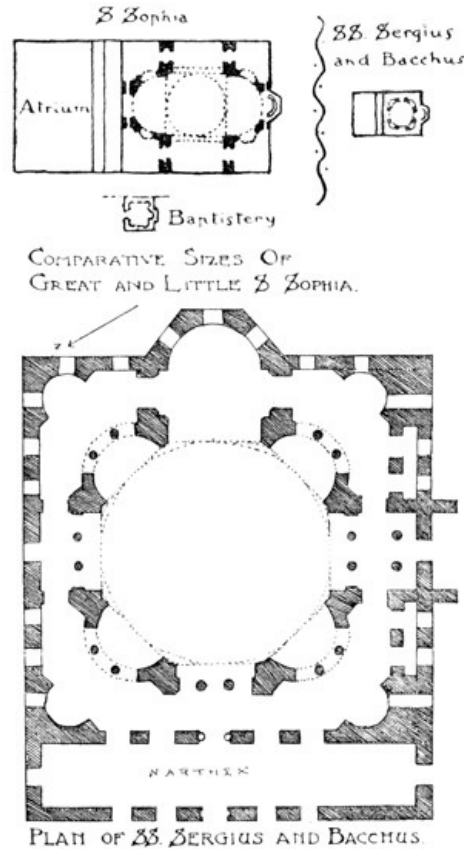 S Sophia
SS. Sergius
and Bacchus
Atrium
Baptistery
COMPARATIVE SIZES OF
GREAT AND LITTLE S SOPHIA.
Z
NARTHEX
PLAN OF SS. SERGIUS AND BACCHUS.